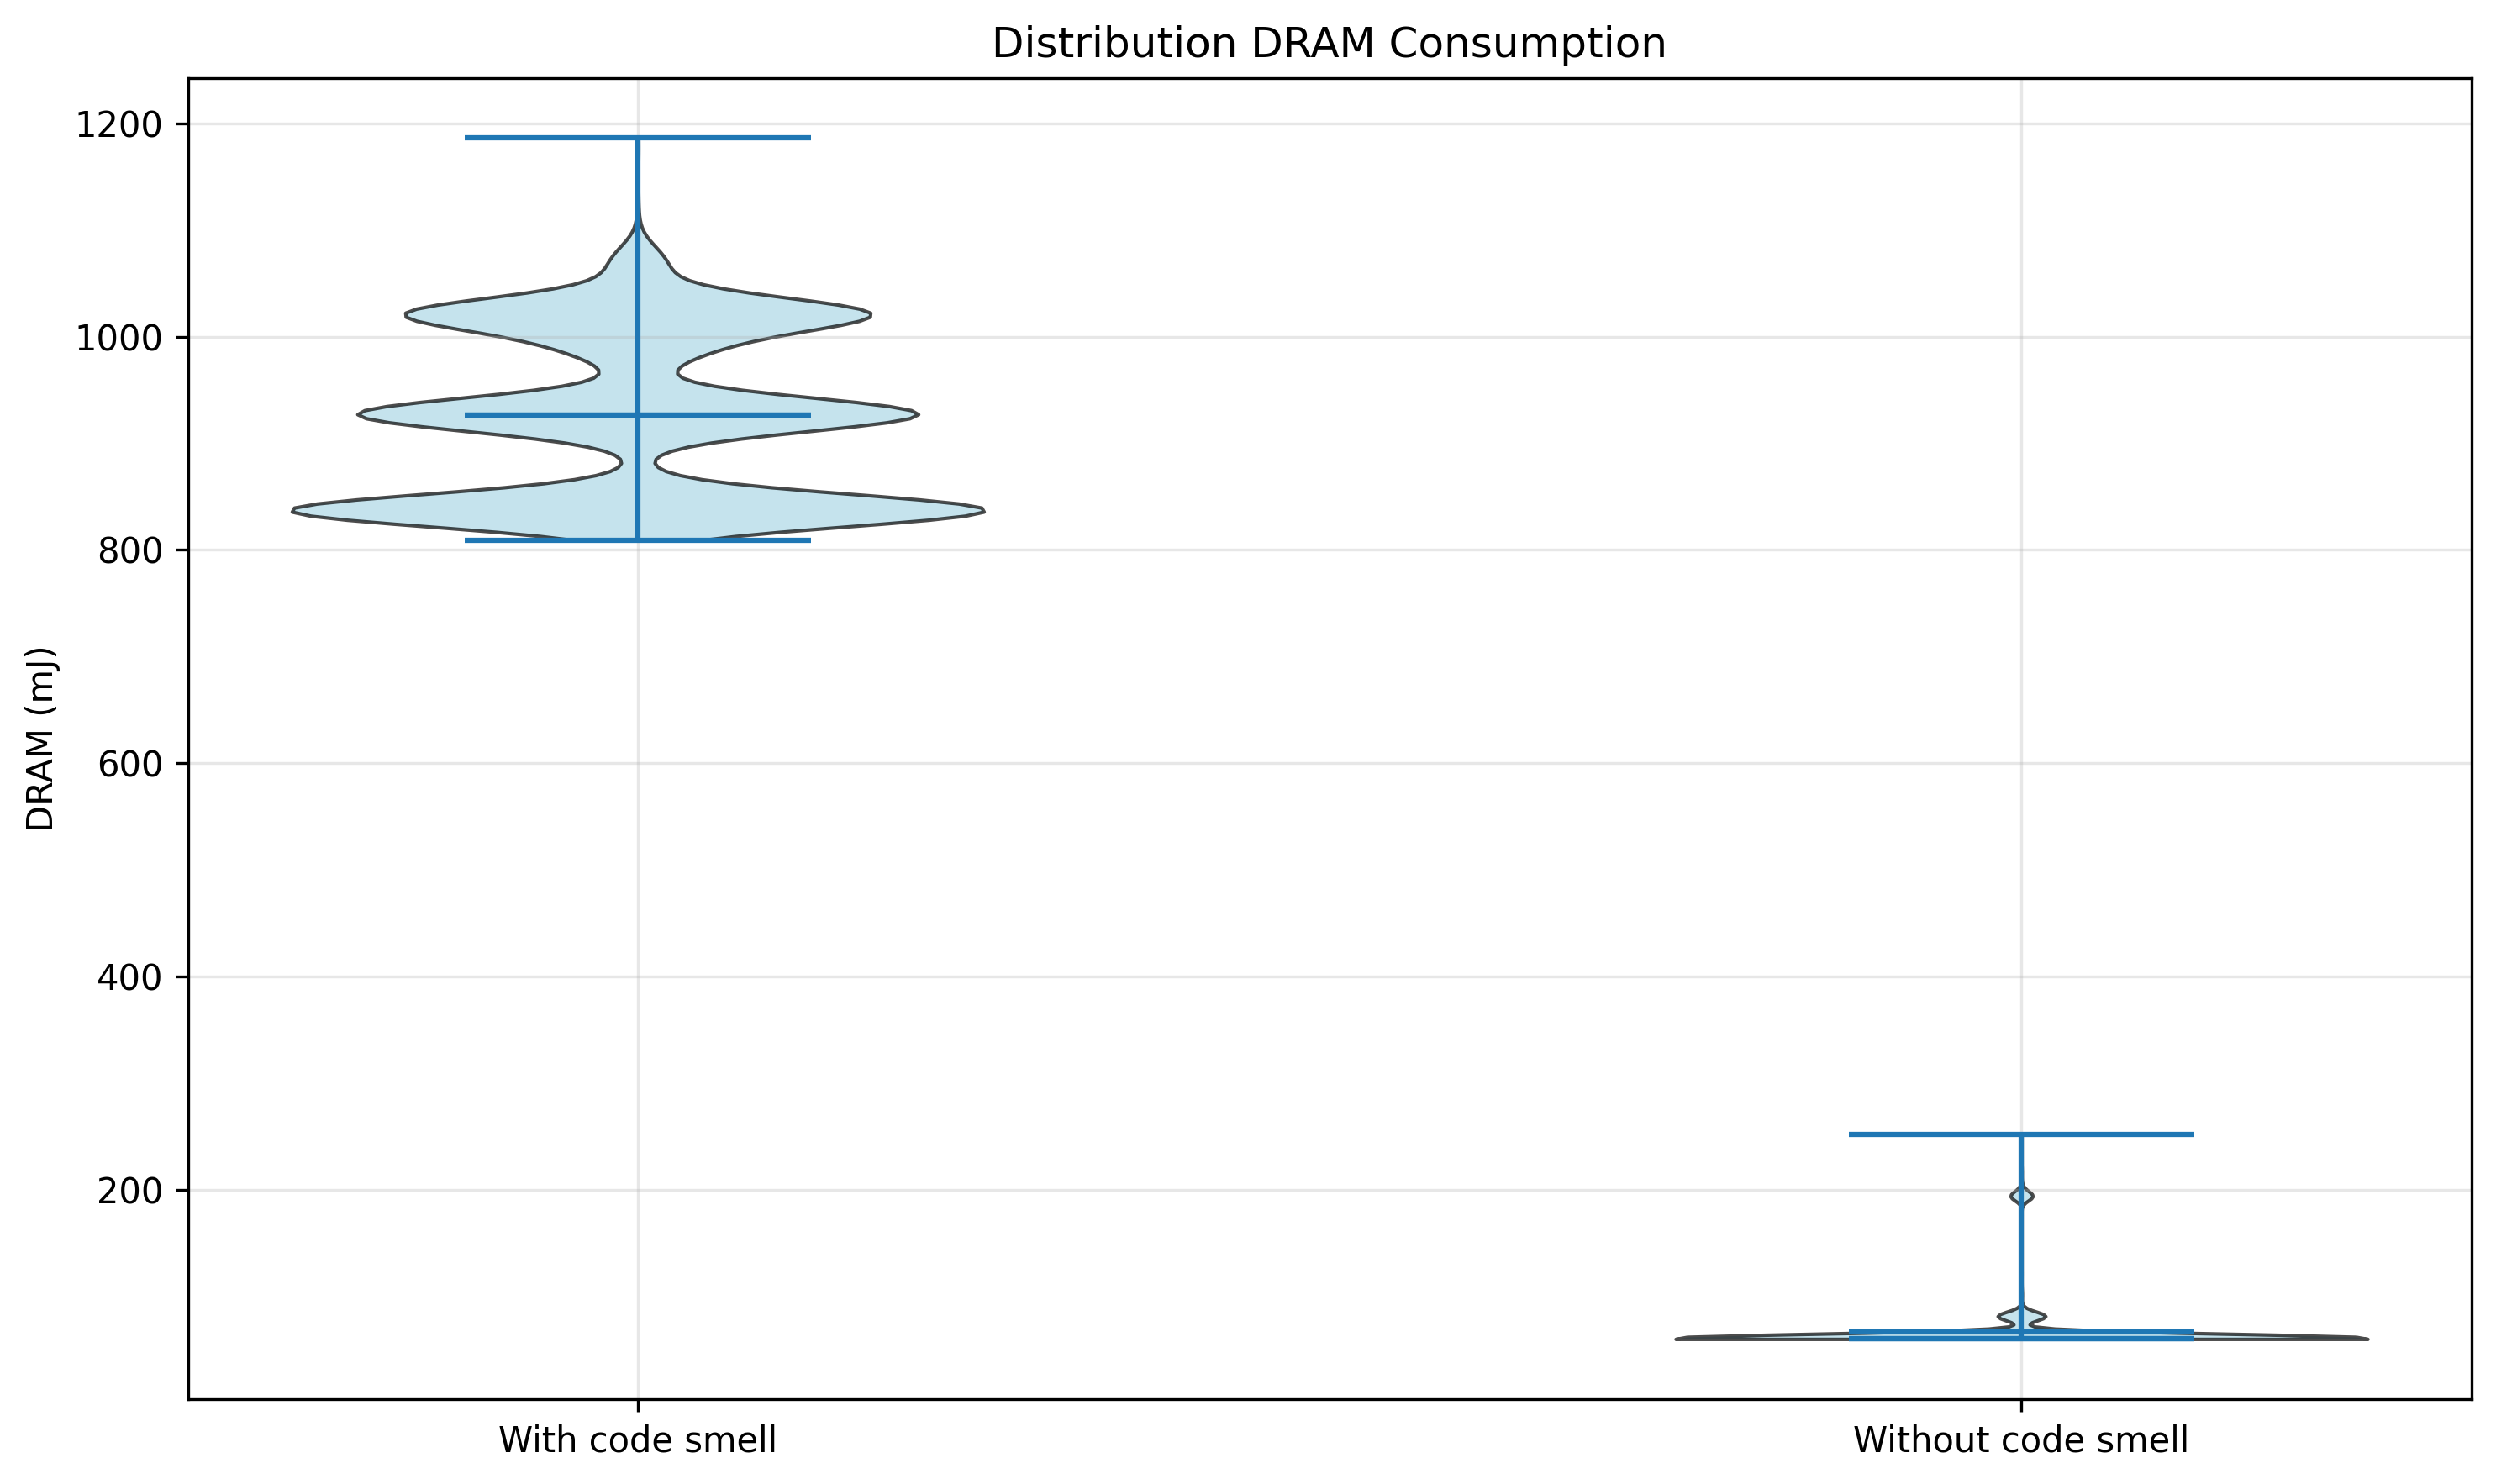 Distribution DRAM Consumption
1200
1000
800
600
400
200
DRAM (mJ)
With code smell
Without code smell